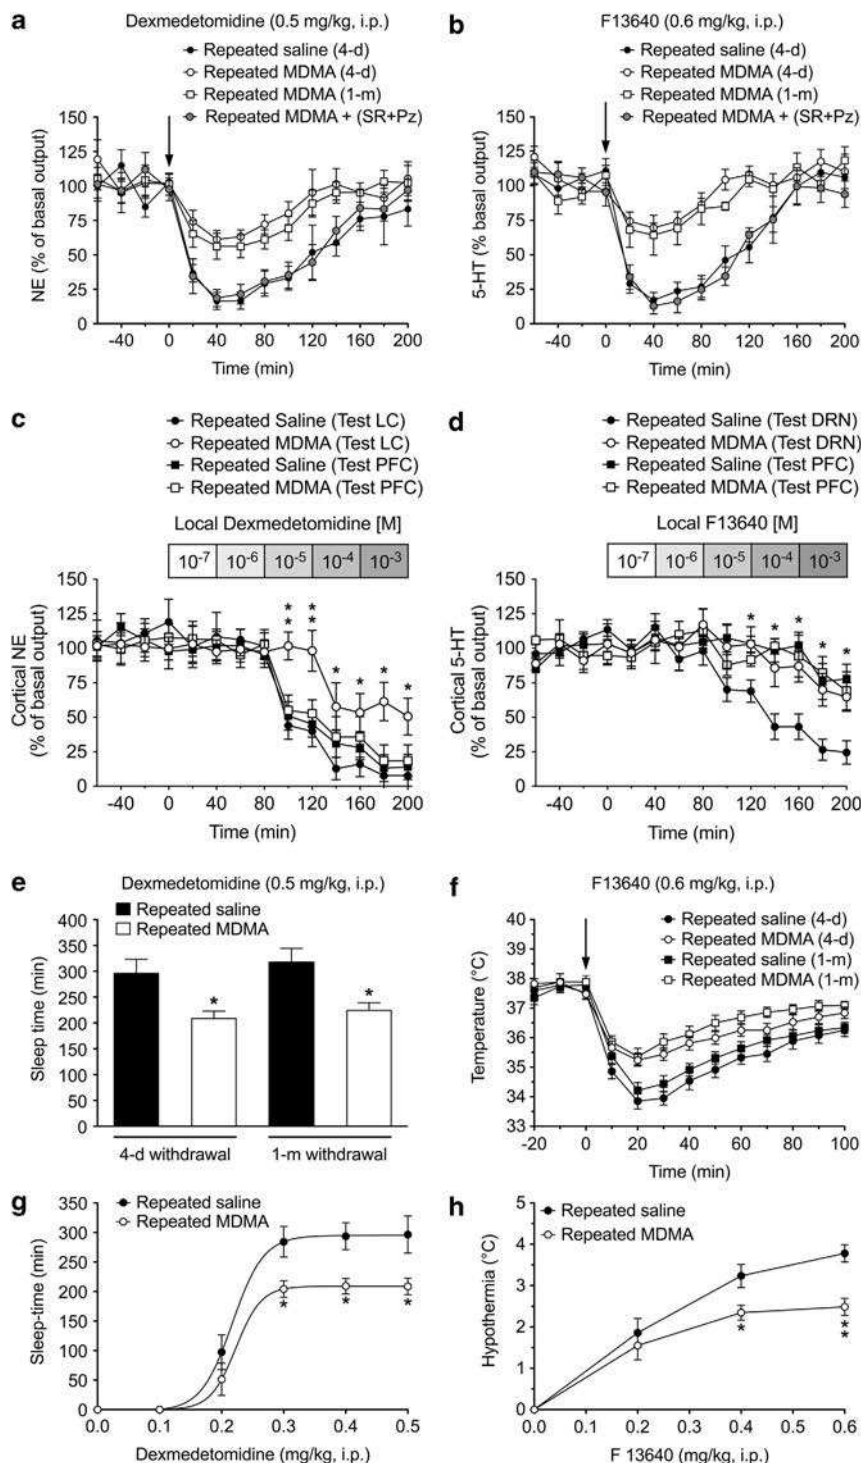 a
Dexmedetomidine (0.5 mg/kg, i.p.)
Repeated saline (4-d)
Repeated MDMA (4-d)
Repeated MDMA (1-m)
Repeated MDMA + (SR+Pz)
NE (% of basal output)
150
125
100
75
50
25
0
-40 0 40 80 120 160 200
Time (min)
b
F13640 (0.6 mg/kg, i.p.)
Repeated saline (4-d)
Repeated MDMA (4-d)
Repeated MDMA (1-m)
Repeated MDMA + (SR+Pz)
5-HT (% basal output)
150
125
100
75
50
25
0
-40 0 40 80 120 160 200
Time (min)
c
Repeated Saline (Test LC)
Repeated MDMA (Test LC)
Repeated Saline (Test PFC)
Repeated MDMA (Test PFC)
Local Dexmedetomidine [M]
10⁻⁷ 10⁻⁶ 10⁻⁵ 10⁻⁴ 10⁻³
Cortical NE
(% of basal output)
150
125
100
75
50
25
0
* * * * * * * *
-40 0 40 80 120 160 200
Time (min)
d
Repeated Saline (Test DRN)
Repeated MDMA (Test DRN)
Repeated Saline (Test PFC)
Repeated MDMA (Test PFC)
Local F13640 [M]
10⁻⁷ 10⁻⁶ 10⁻⁵ 10⁻⁴ 10⁻³
Cortical 5-HT
(% of basal output)
150
125
100
75
50
25
0
* * * * *
-40 0 40 80 120 160 200
Time (min)
e
Dexmedetomidine (0.5 mg/kg, i.p.)
Repeated saline
Repeated MDMA
Sleep time (min)
400
350
300
250
200
150
100
50
0
* *
4-d withdrawal 1-m withdrawal
f
F13640 (0.6 mg/kg, i.p.)
Repeated saline (4-d)
Repeated MDMA (4-d)
Repeated saline (1-m)
Repeated MDMA (1-m)
Temperature (°C)
40
39
38
37
36
35
34
33
-20 0 20 40 60 80 100
Time (min)
g
Repeated saline
Repeated MDMA
Sleep-time (min)
350
300
250
200
150
100
50
0
* * *
0.0 0.1 0.2 0.3 0.4 0.5
Dexmedetomidine (mg/kg, i.p.)
h
Repeated saline
Repeated MDMA
Hypothermia (°C)
5
4
3
2
1
0
* * *
0.0 0.1 0.2 0.3 0.4 0.5 0.6
F 13640 (mg/kg, i.p.)